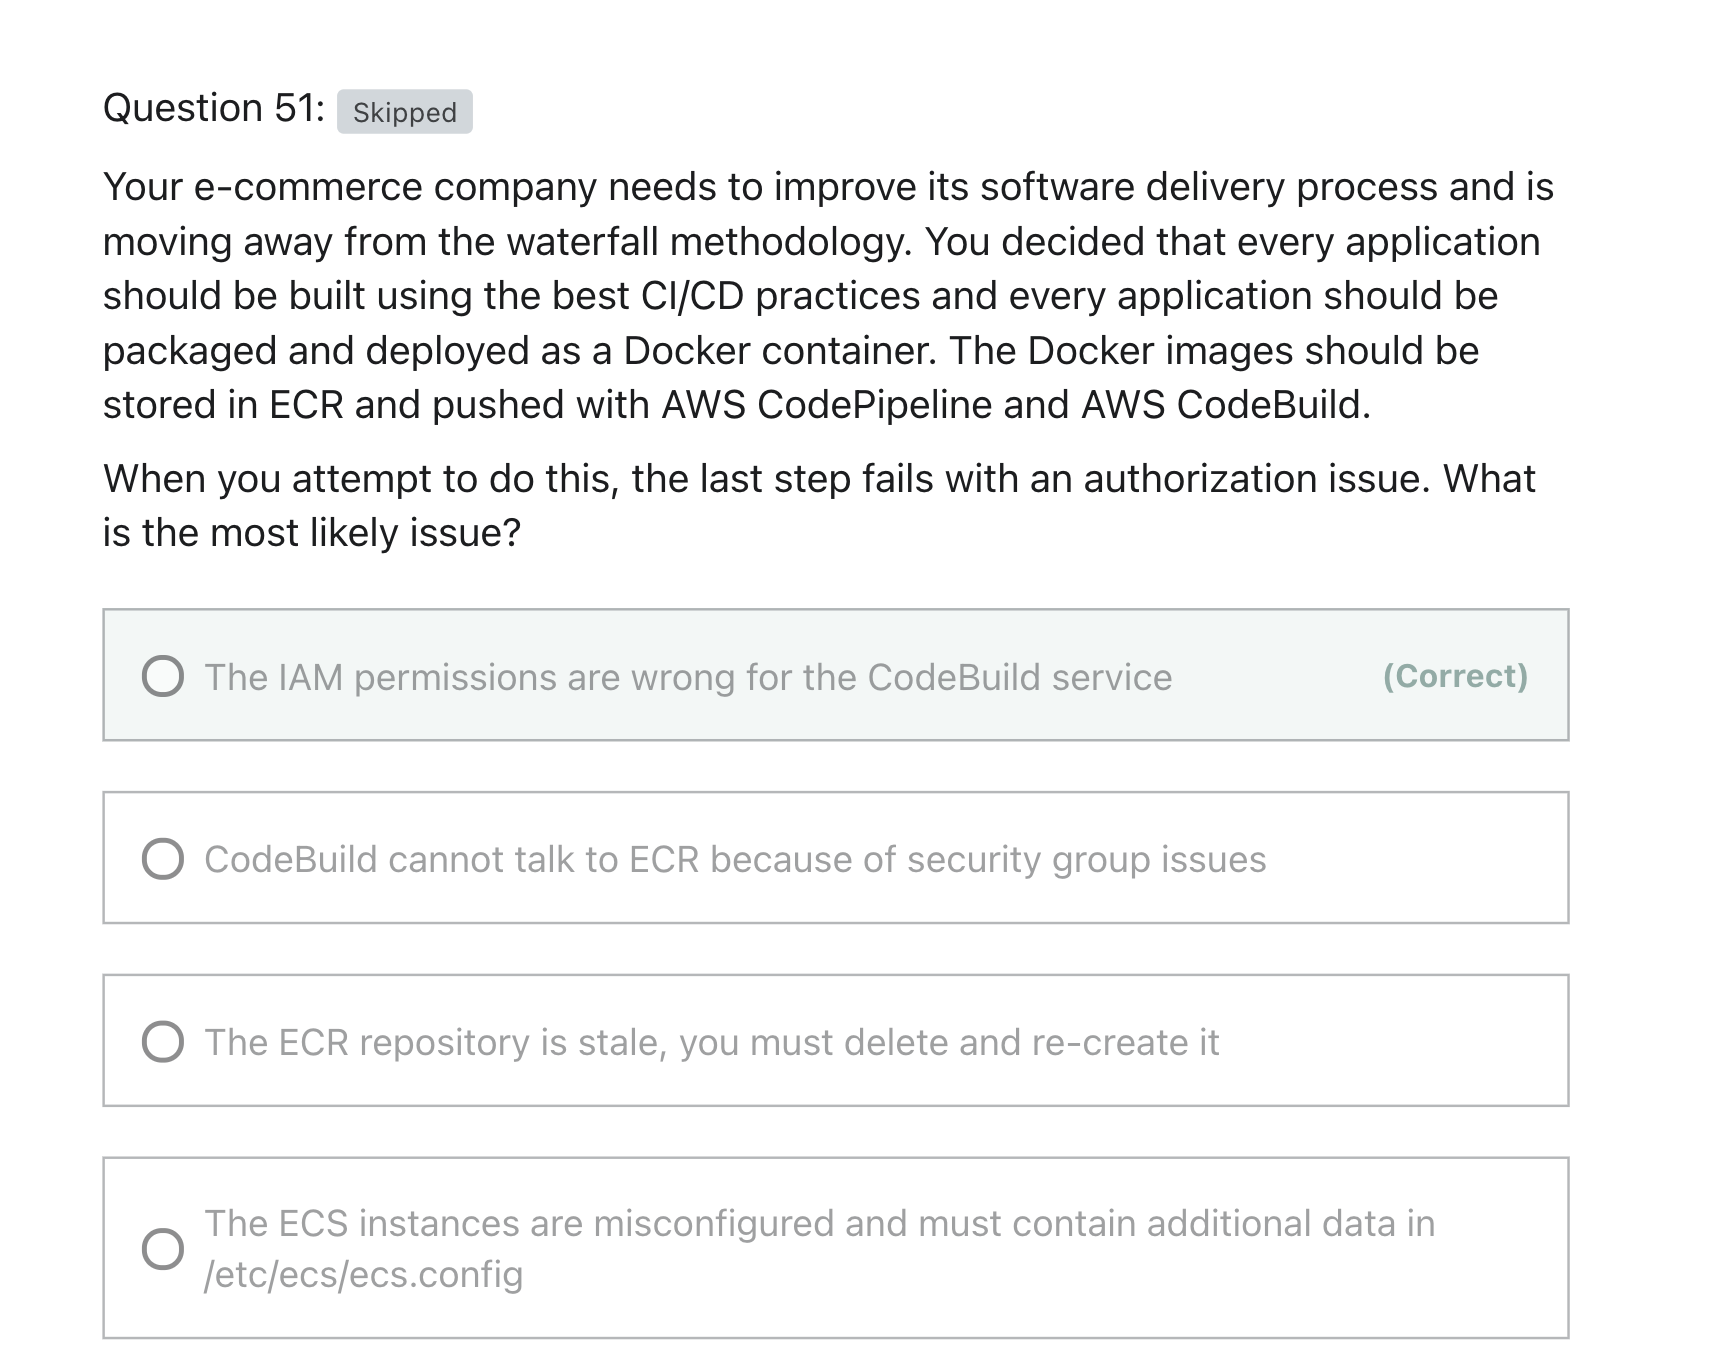 Question 51: Skipped
Your e-commerce company needs to improve its software delivery process and is
moving away from the waterfall methodology. You decided that every application
should be built using the best CI/CD practices and every application should be
packaged and deployed as a Docker container. The Docker images should be
stored in ECR and pushed with AWS CodePipeline and AWS CodeBuild.
When you attempt to do this, the last step fails with an authorization issue. What
is the most likely issue?
The IAM permissions are wrong for the CodeBuild service (Correct)
CodeBuild cannot talk to ECR because of security group issues
The ECR repository is stale, you must delete and re-create it
The ECS instances are misconfigured and must contain additional data in
/etc/ecs/ecs.config